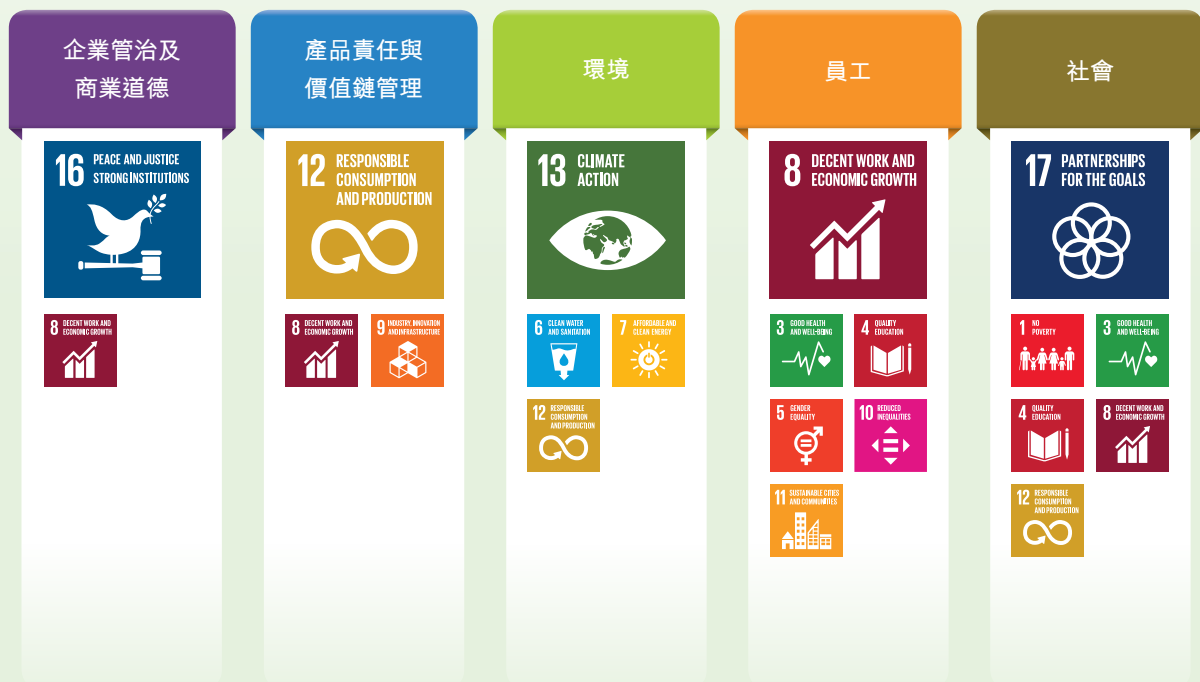 企業管治及
商業道德
16 PEACE AND JUSTICE
STRONG INSTITUTIONS
8 DECENT WORK AND
ECONOMIC GROWTH
產品責任與
價值鏈管理
12 RESPONSIBLE
CONSUMPTION
AND PRODUCTION
8 DECENT WORK AND
ECONOMIC GROWTH
9 INDUSTRY, INNOVATION
AND INFRASTRUCTURE
環境
13 CLIMATE
ACTION
6 CLEAN WATER
AND SANITATION
7 AFFORDABLE AND
CLEAN ENERGY
12 RESPONSIBLE
CONSUMPTION
AND PRODUCTION
員工
8 DECENT WORK AND
ECONOMIC GROWTH
3 GOOD HEALTH
AND WELL-BEING
4 QUALITY
EDUCATION
5 GENDER
EQUALITY
10 REDUCED
INEQUALITIES
11 SUSTAINABLE CITIES
AND COMMUNITIES
社會
17 PARTNERSHIPS
FOR THE GOALS
1 NO
POVERTY
3 GOOD HEALTH
AND WELL-BEING
4 QUALITY
EDUCATION
8 DECENT WORK AND
ECONOMIC GROWTH
12 RESPONSIBLE
CONSUMPTION
AND PRODUCTION